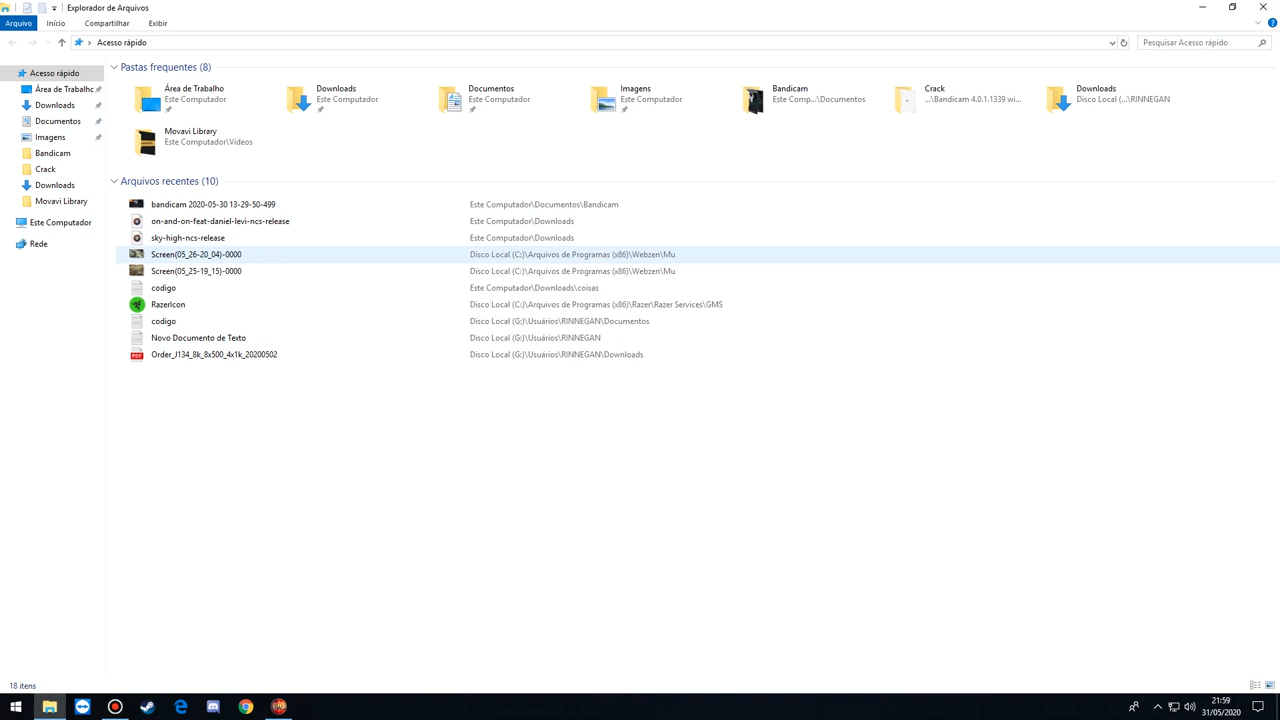 Explorador de Arquivos
Arquivo Início Compartilhar Exibir
Acesso rápido
Pesquisar Acesso rápido
Acesso rápido
Área de Trabalho
Downloads
Documentos
Imagens
Bandicam
Crack
Downloads
Movavi Library
Este Computador
Rede
Pastas frequentes (8)
Área de Trabalho
Este Computador
Downloads
Este Computador
Documentos
Este Computador
Imagens
Este Computador
Bandicam
Este Comp...\Documentos
Crack
...\Bandicam 4.0.1.1339 wi...
Downloads
Disco Local (...\RINNEGAN
Movavi Library
Este Computador\Vídeos
Arquivos recentes (10)
bandicam 2020-05-30 13-29-50-499 Este Computador\Documentos\Bandicam
on-and-on-feat-daniel-levi-ncs-release Este Computador\Downloads
sky-high-ncs-release Este Computador\Downloads
Screen(05_26-20_04)-0000 Disco Local (C:)\Arquivos de Programas (x86)\Webzen\Mu
Screen(05_25-19_15)-0000 Disco Local (C:)\Arquivos de Programas (x86)\Webzen\Mu
codigo Este Computador\Downloads\coisas
RazerIcon Disco Local (C:)\Arquivos de Programas (x86)\Razer\Razer Services\GMS
codigo Disco Local (G:)\Usuários\RINNEGAN\Documentos
Novo Documento de Texto Disco Local (G:)\Usuários\RINNEGAN
Order_J134_8k_8x500_4x1k_20200502 Disco Local (G:)\Usuários\RINNEGAN\Downloads
PDF
18 itens
21:59
31/05/2020